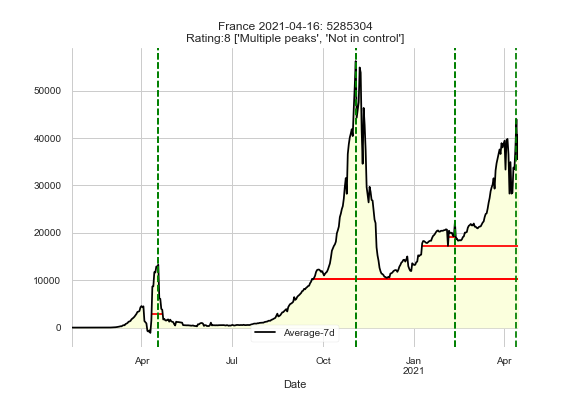 France 2021-04-16: 5285304
Rating:8 ['Multiple peaks', 'Not in control']
50000
40000
30000
20000
10000
0
Apr
Jul
Oct
Jan
2021
Apr
Average-7d
Date